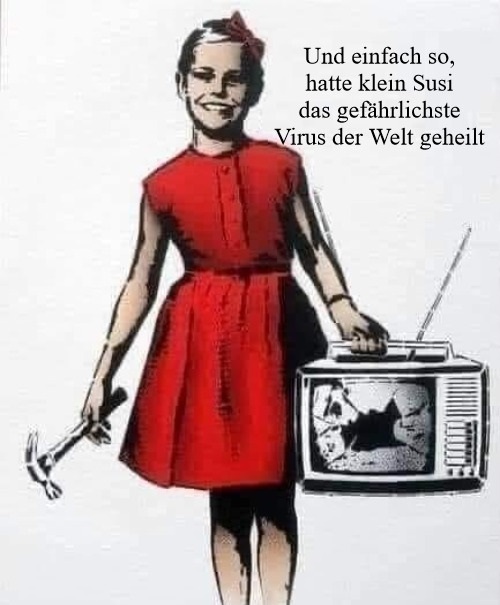 Und einfach so,
hatte klein Susi
das gefährlichste
Virus der Welt geheilt